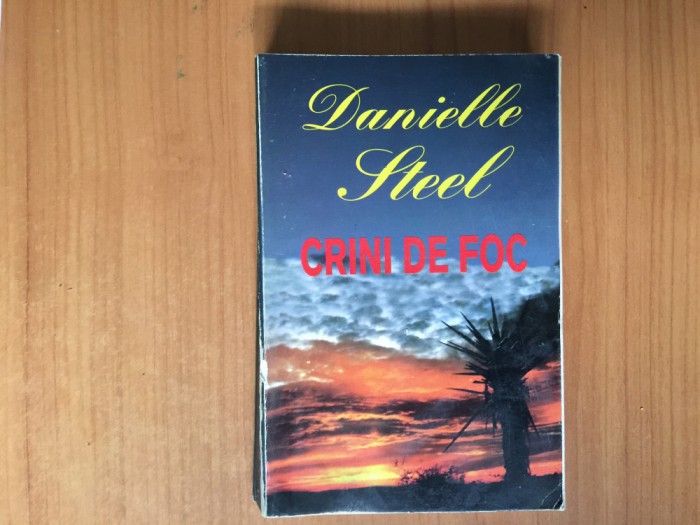 Danielle
Steel
CRINI DE FOC